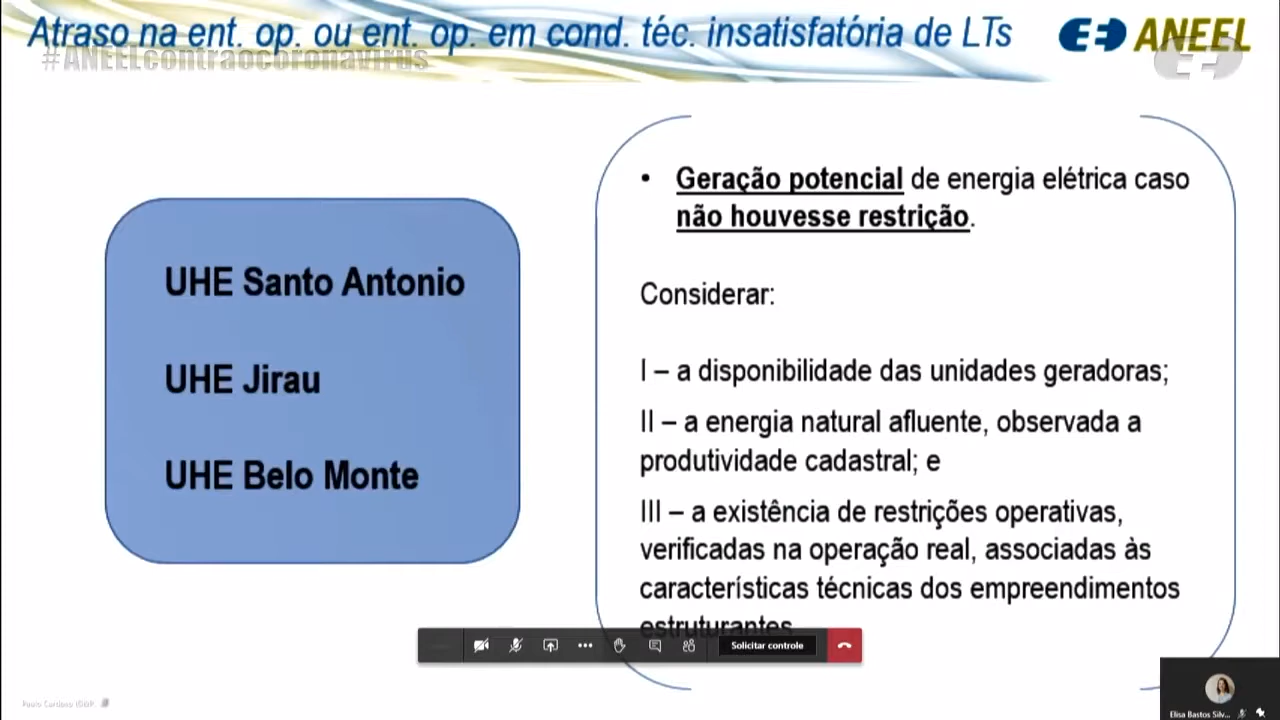 Atraso na ent. op. ou ent. op. em cond. téc. insatisfatória de LTs
ANEEL
#ANEELcontraocoronavirus
UHE Santo Antonio
UHE Jirau
UHE Belo Monte
• Geração potencial de energia elétrica caso
não houvesse restrição.
Considerar:
I – a disponibilidade das unidades geradoras;
II – a energia natural afluente, observada a
produtividade cadastral; e
III – a existência de restrições operativas,
verificadas na operação real, associadas às
características técnicas dos empreendimentos
estruturantes
Solicitar controle
Elisa Bastos Silv...